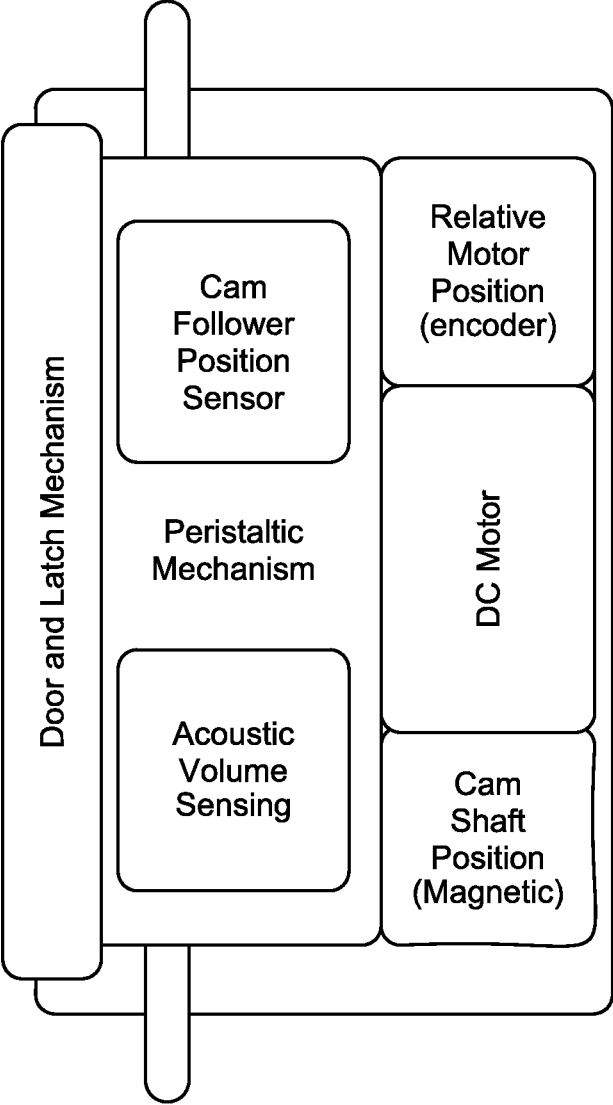 Door and Latch Mechanism
Cam
Follower
Position
Sensor
Peristaltic
Mechanism
Acoustic
Volume
Sensing
Relative
Motor
Position
(encoder)
DC Motor
Cam
Shaft
Position
(Magnetic)